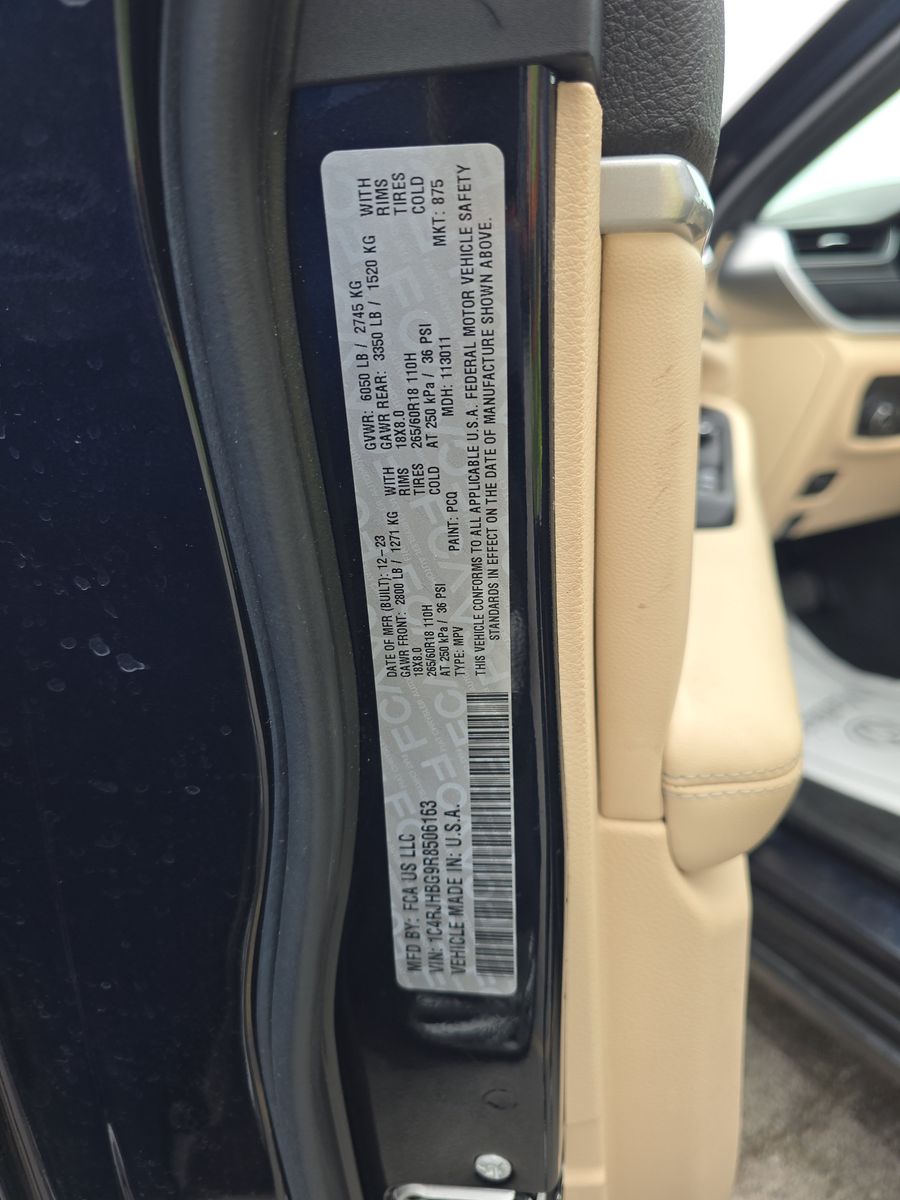 MFD BY: FCA US LLC
VIN: 1C4RJHBG9R8506163
VEHICLE MADE IN: U.S.A.
DATE OF MFR (BUILT): 12-23 GVWR: 6050 LB / 2745 KG
GAWR FRONT: 2800 LB / 1271 KG WITH GAWR REAR: 3350 LB / 1520 KG WITH
18X8.0 RIMS 18X8.0 RIMS
265/60R18 110H TIRES 265/60R18 110H TIRES
AT 250 kPa / 36 PSI COLD AT 250 kPa / 36 PSI COLD
TYPE: MPV PAINT: PCQ MDH: 113011 MKT: 875
THIS VEHICLE CONFORMS TO ALL APPLICABLE U.S.A. FEDERAL MOTOR VEHICLE SAFETY
STANDARDS IN EFFECT ON THE DATE OF MANUFACTURE SHOWN ABOVE.